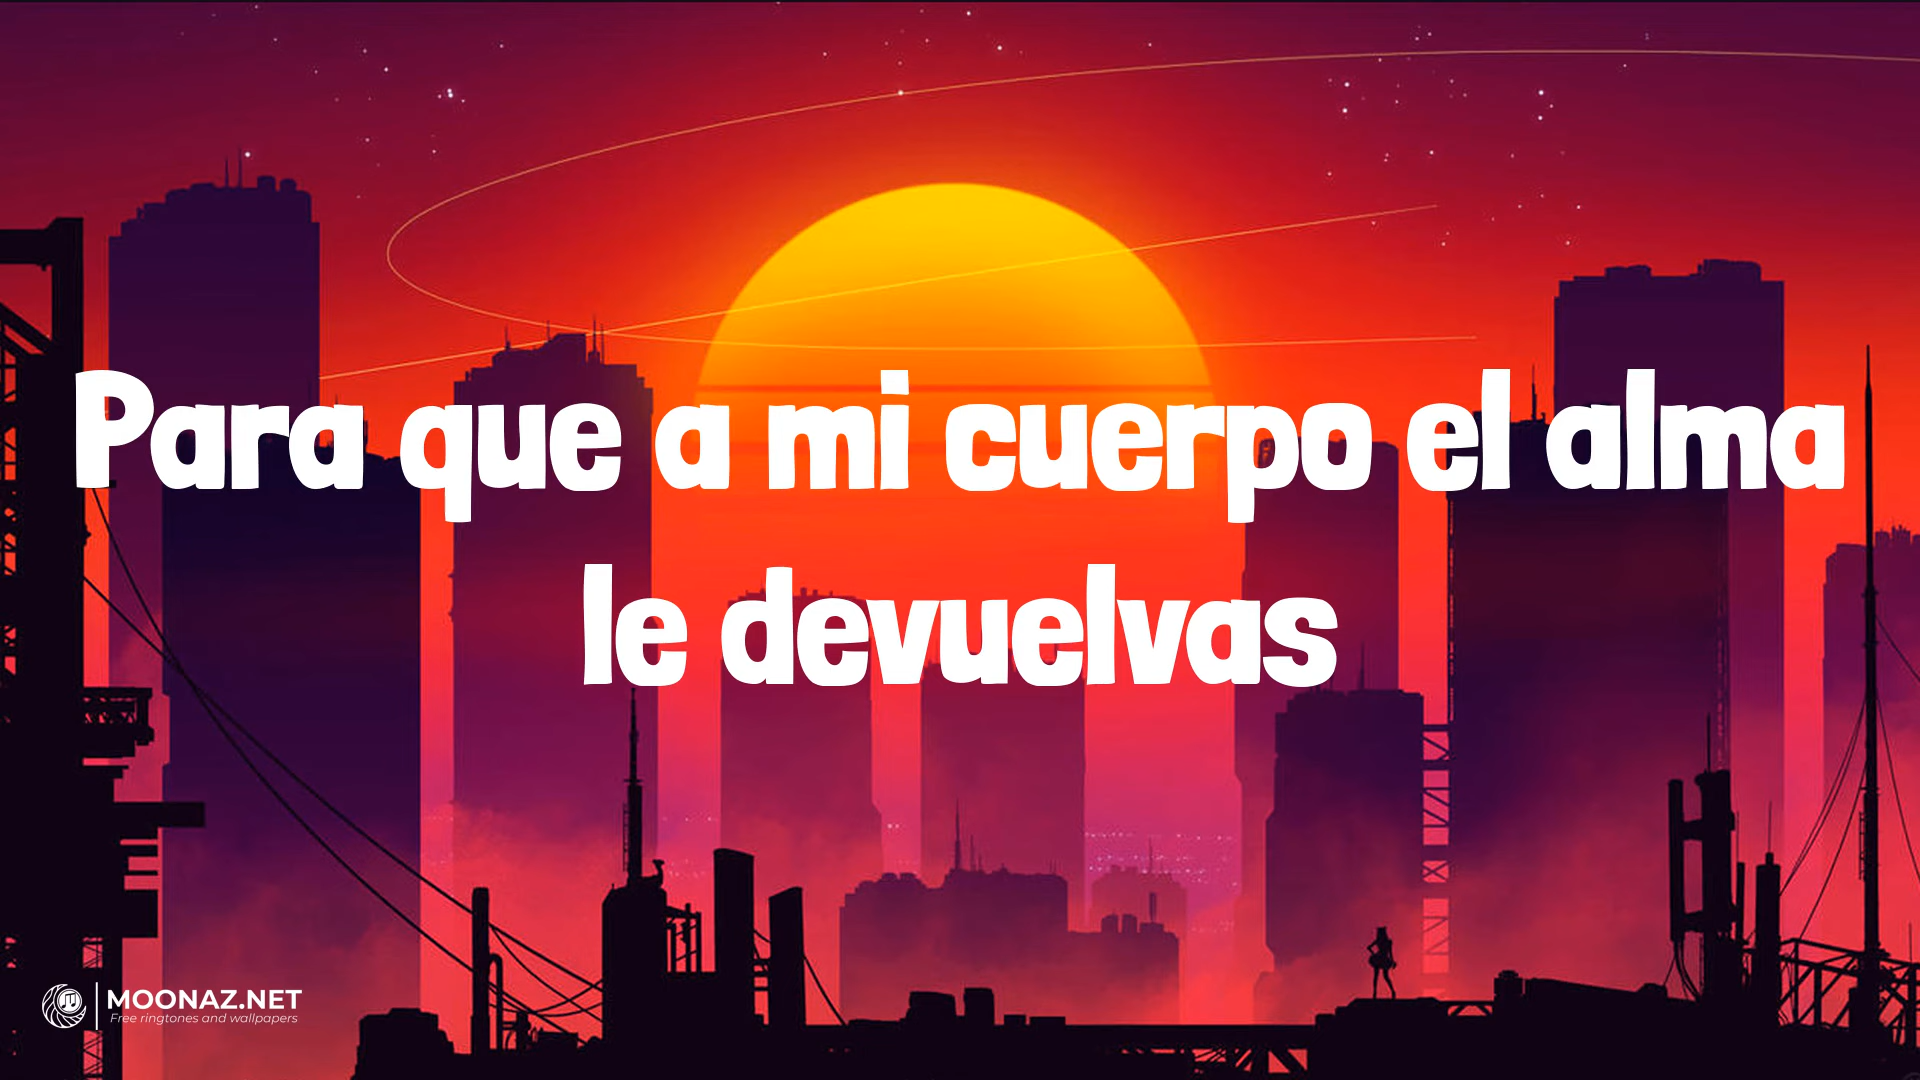 Para que a mi cuerpo el alma
le devuelvas
MOONAZ.NET
Free ringtones and wallpapers